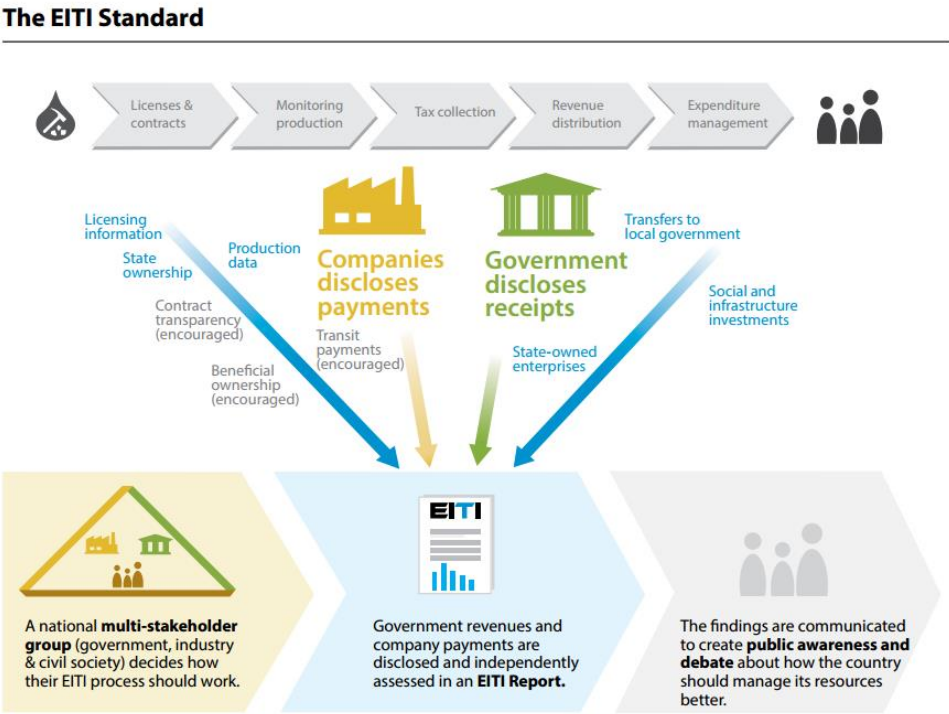 The EITI Standard
Licenses &
contracts
Monitoring
production
Tax collection
Revenue
distribution
Expenditure
management
Licensing
information
State
ownership
Production
data
Contract
transparency
(encouraged)
Beneficial
ownership
(encouraged)
Companies
discloses
payments
Transit
payments
(encouraged)
Government
discloses
receipts
State-owned
enterprises
Transfers to
local government
Social and
infrastructure
investments
A national multi-stakeholder
group (government, industry
& civil society) decides how
their EITI process should work.
EITI
Government revenues and
company payments are
disclosed and independently
assessed in an EITI Report.
The findings are communicated
to create public awareness and
debate about how the country
should manage its resources
better.